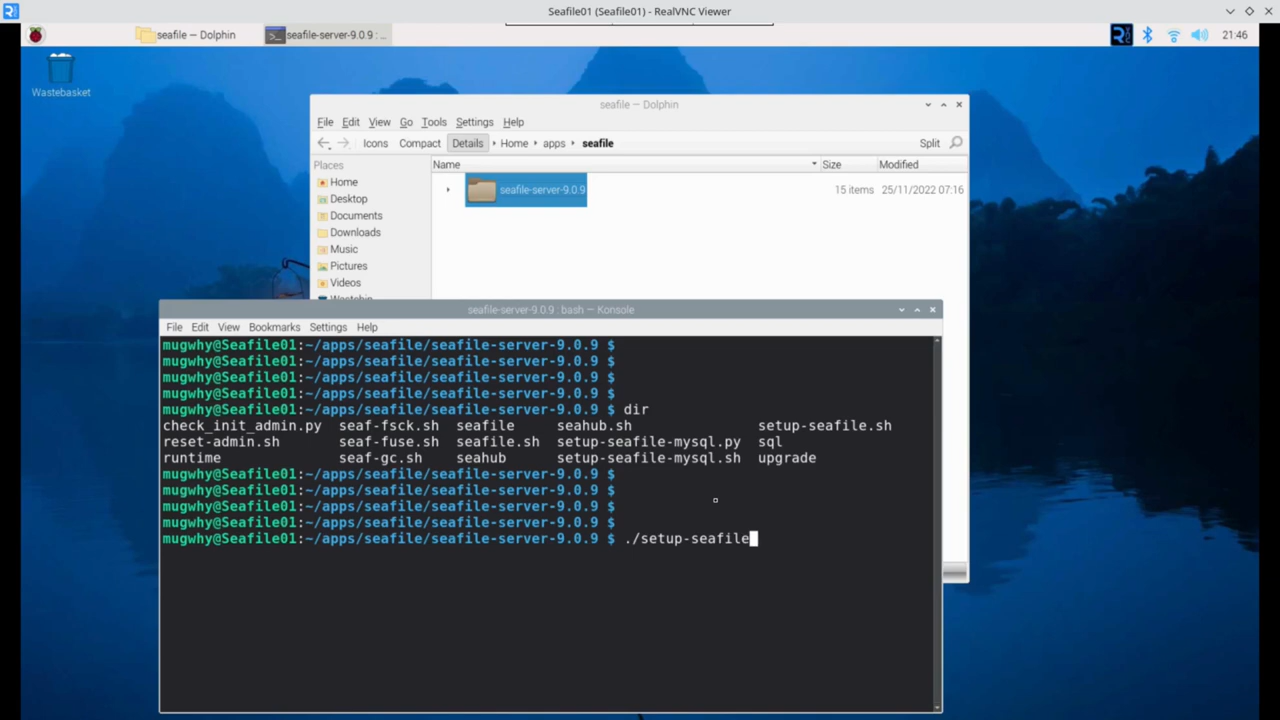 Seafile01 (Seafile01) - RealVNC Viewer
seafile — Dolphin
seafile-server-9.0.9 : ...
21:46
Wastebasket
seafile — Dolphin
File Edit View Go Tools Settings Help
Icons Compact Details Home apps seafile Split
Places
Name Size Modified
Home
seafile-server-9.0.9 15 items 25/11/2022 07:16
Desktop
Documents
Downloads
Music
Pictures
Videos
seafile-server-9.0.9 : bash — Konsole
File Edit View Bookmarks Settings Help
mugwhy@Seafile01:~/apps/seafile/seafile-server-9.0.9 $
mugwhy@Seafile01:~/apps/seafile/seafile-server-9.0.9 $
mugwhy@Seafile01:~/apps/seafile/seafile-server-9.0.9 $
mugwhy@Seafile01:~/apps/seafile/seafile-server-9.0.9 $
mugwhy@Seafile01:~/apps/seafile/seafile-server-9.0.9 $ dir
check_init_admin.py seaf-fsck.sh seafile seahub.sh setup-seafile.sh
reset-admin.sh seaf-fuse.sh seafile.sh setup-seafile-mysql.py sql
runtime seaf-gc.sh seahub setup-seafile-mysql.sh upgrade
mugwhy@Seafile01:~/apps/seafile/seafile-server-9.0.9 $
mugwhy@Seafile01:~/apps/seafile/seafile-server-9.0.9 $
mugwhy@Seafile01:~/apps/seafile/seafile-server-9.0.9 $
mugwhy@Seafile01:~/apps/seafile/seafile-server-9.0.9 $
mugwhy@Seafile01:~/apps/seafile/seafile-server-9.0.9 $ ./setup-seafile